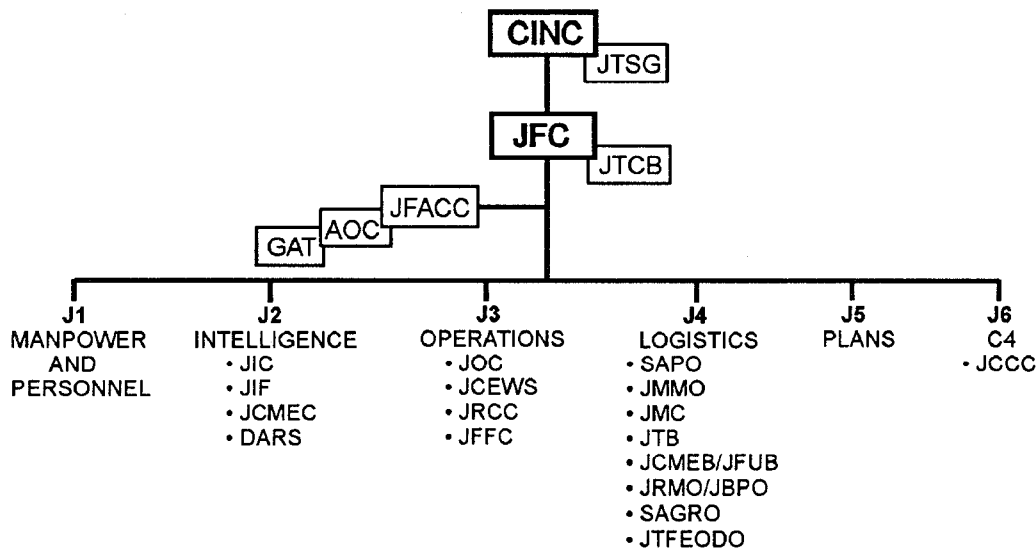 CINC
JTSG
JFC
JTCB
JFACC
AOC
GAT
J1
MANPOWER
AND
PERSONNEL
J2
INTELLIGENCE
• JIC
• JIF
• JCMEC
• DARS
J3
OPERATIONS
• JOC
• JCEWS
• JRCC
• JFFC
J4
LOGISTICS
• SAPO
• JMMO
• JMC
• JTB
• JCMEB/JFUB
• JRMO/JBPO
• SAGRO
• JTFEODO
J5
PLANS
J6
C4
• JCCC